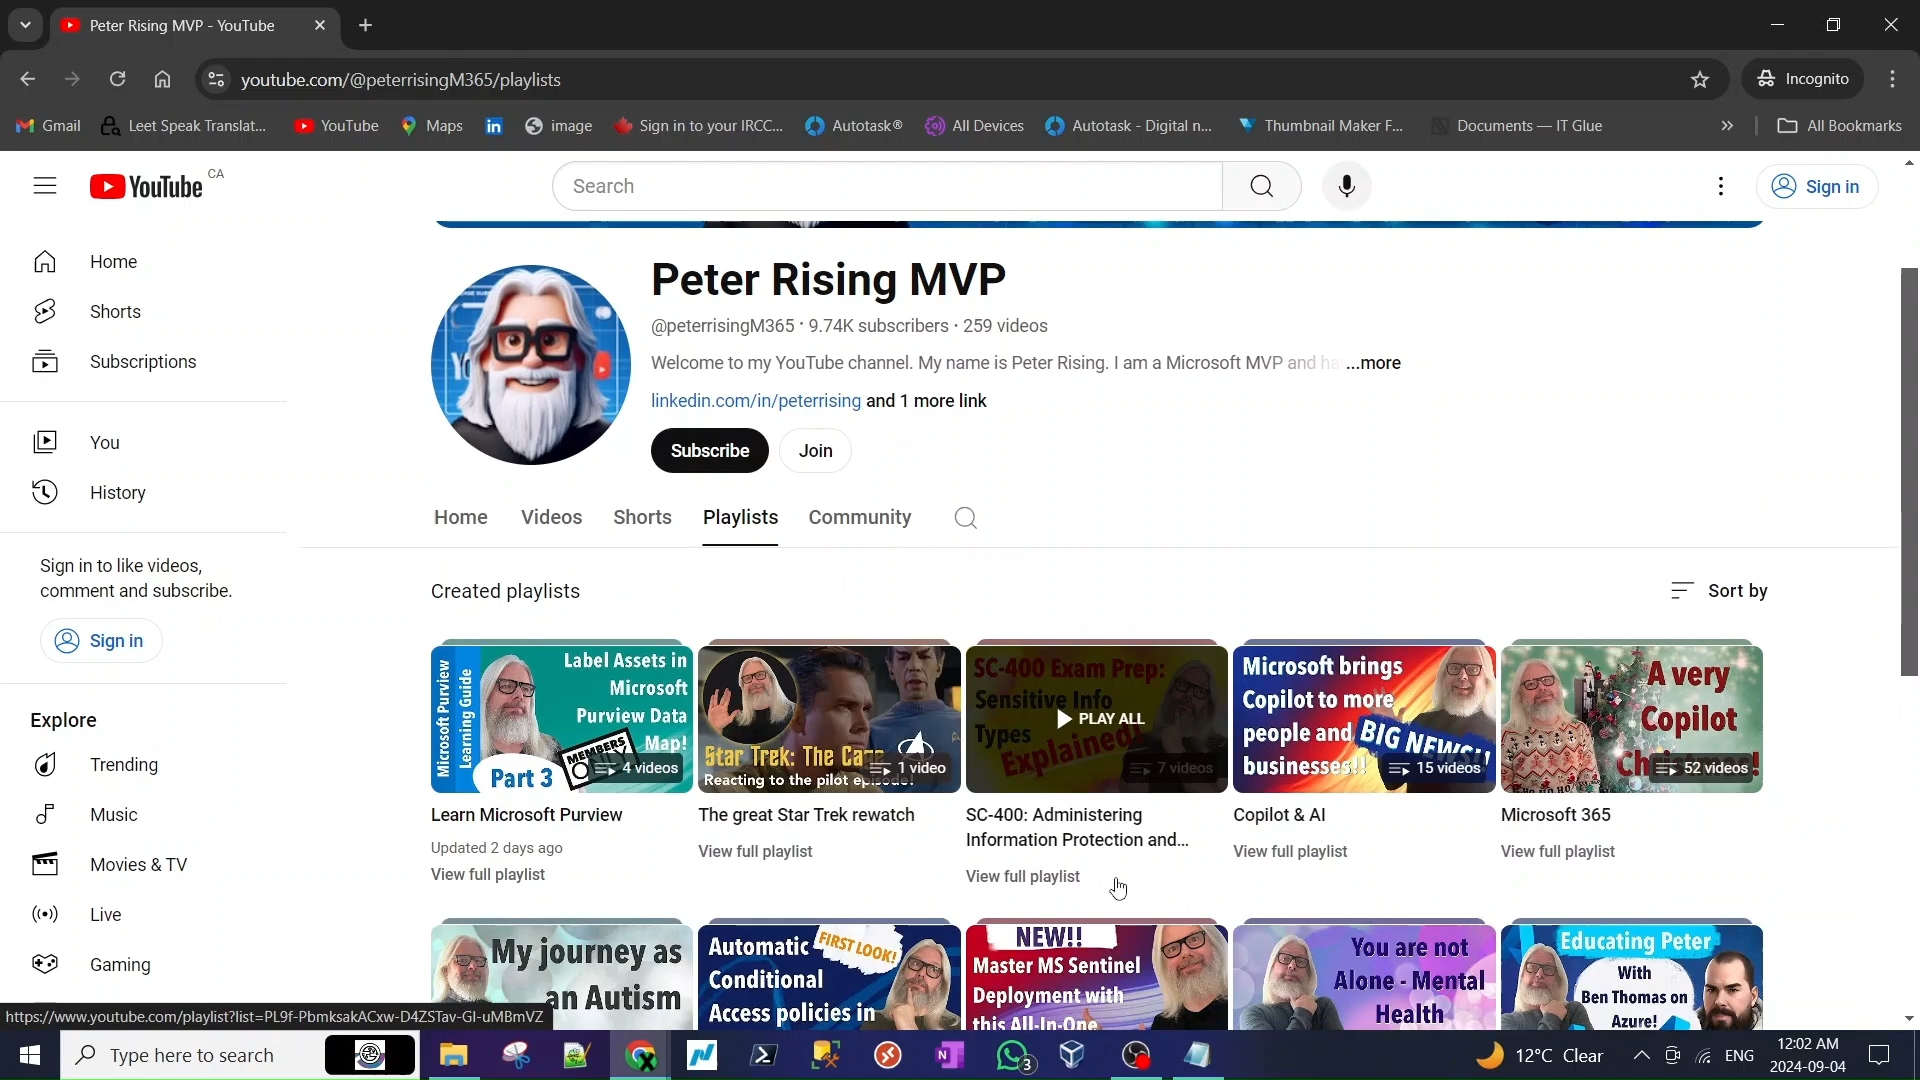 Peter Rising MVP - YouTube
youtube.com/@peterrisingM365/playlists
Incognito
Gmail
Leet Speak Translat...
YouTube
Maps
image
Sign in to your IRCC...
Autotask®
All Devices
Autotask - Digital n...
Thumbnail Maker F...
Documents — IT Glue
All Bookmarks
YouTube CA
Search
Sign in
Home
Shorts
Subscriptions
You
History
Sign in to like videos,
comment and subscribe.
Sign in
Explore
Trending
Music
Movies & TV
Live
Gaming
Peter Rising MVP
@peterrisingM365 • 9.74K subscribers • 259 videos
Welcome to my YouTube channel. My name is Peter Rising. I am a Microsoft MVP and ha ...more
linkedin.com/in/peterrising and 1 more link
Subscribe
Join
Home
Videos
Shorts
Playlists
Community
Created playlists
Sort by
Microsoft Purview
Learning Guide
Label Assets in
Microsoft
Purview Data
Map!
MEMBERS
Part 3
4 videos
Learn Microsoft Purview
Updated 2 days ago
View full playlist
Star Trek: The Cage
Reacting to the pilot episode!
1 video
The great Star Trek rewatch
View full playlist
SC-400 Exam Prep:
Sensitive Info
Types
Explained!
PLAY ALL
7 videos
SC-400: Administering
Information Protection and...
View full playlist
Microsoft brings
Copilot to more
people and
businesses!!
BIG NEWS!!
15 videos
Copilot & AI
View full playlist
A very
Copilot
52 videos
Microsoft 365
View full playlist
My journey as
an Autism
Automatic
Conditional
Access policies in
FIRST LOOK!
NEW!!
Master MS Sentinel
Deployment with
this All-In-One
You are not
Alone - Mental
Health
Educating Peter
With
Ben Thomas on
Azure!
https://www.youtube.com/playlist?list=PL9f-PbmksakACxw-D4ZSTav-GI-uMBmVZ
Type here to search
3
12°C Clear
ENG
12:02 AM
2024-09-04